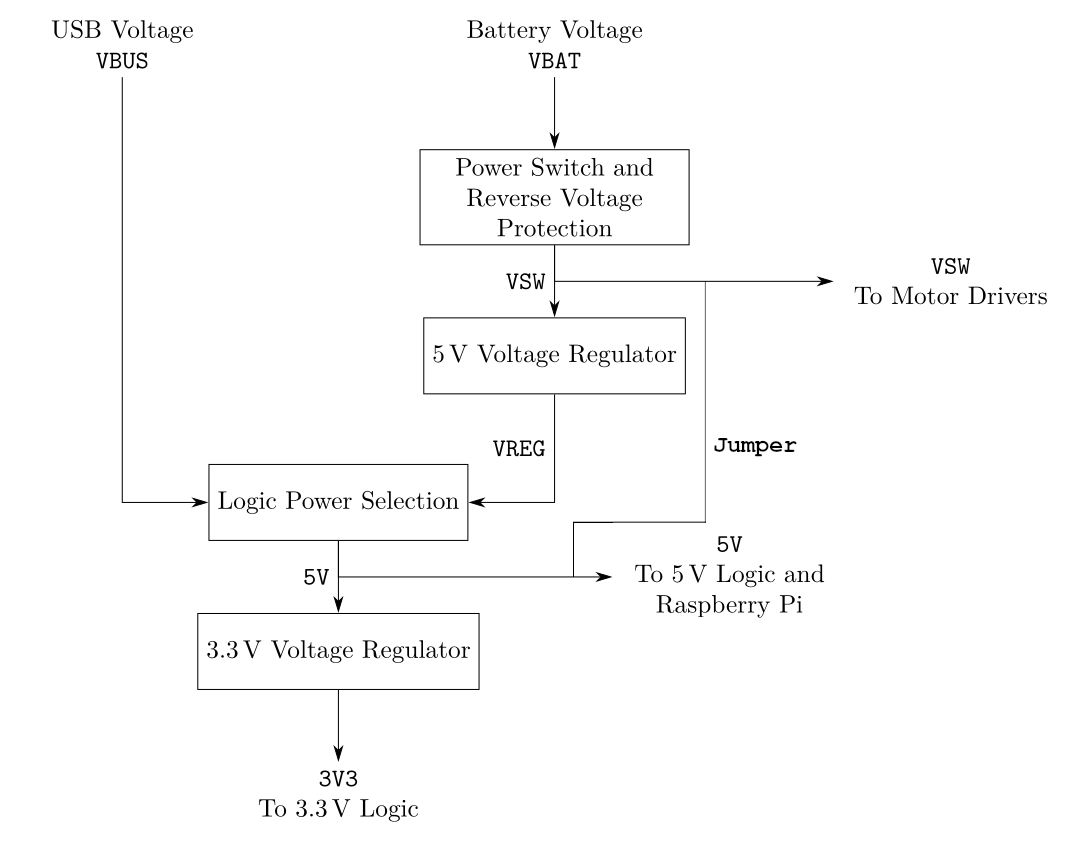 USB Voltage
VBUS
Battery Voltage
VBAT
Power Switch and
Reverse Voltage
Protection
VSW
VSW
To Motor Drivers
5 V Voltage Regulator
VREG
Jumper
Logic Power Selection
5V
5V
To 5 V Logic and
Raspberry Pi
3.3 V Voltage Regulator
3V3
To 3.3 V Logic